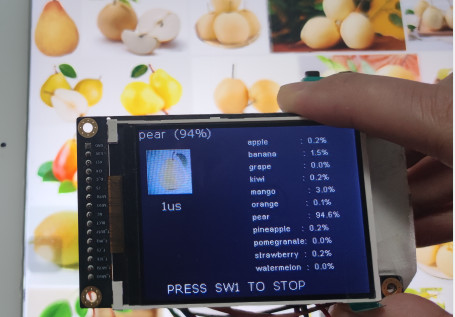 pear (94%)
1us
apple : 0.2%
banana : 1.5%
grape : 0.0%
kiwi : 0.2%
mango : 3.0%
orange : 0.1%
pear : 94.6%
pineapple : 0.2%
pomegranate: 0.0%
strawberry : 0.2%
watermelon : 0.0%
PRESS SW1 TO STOP